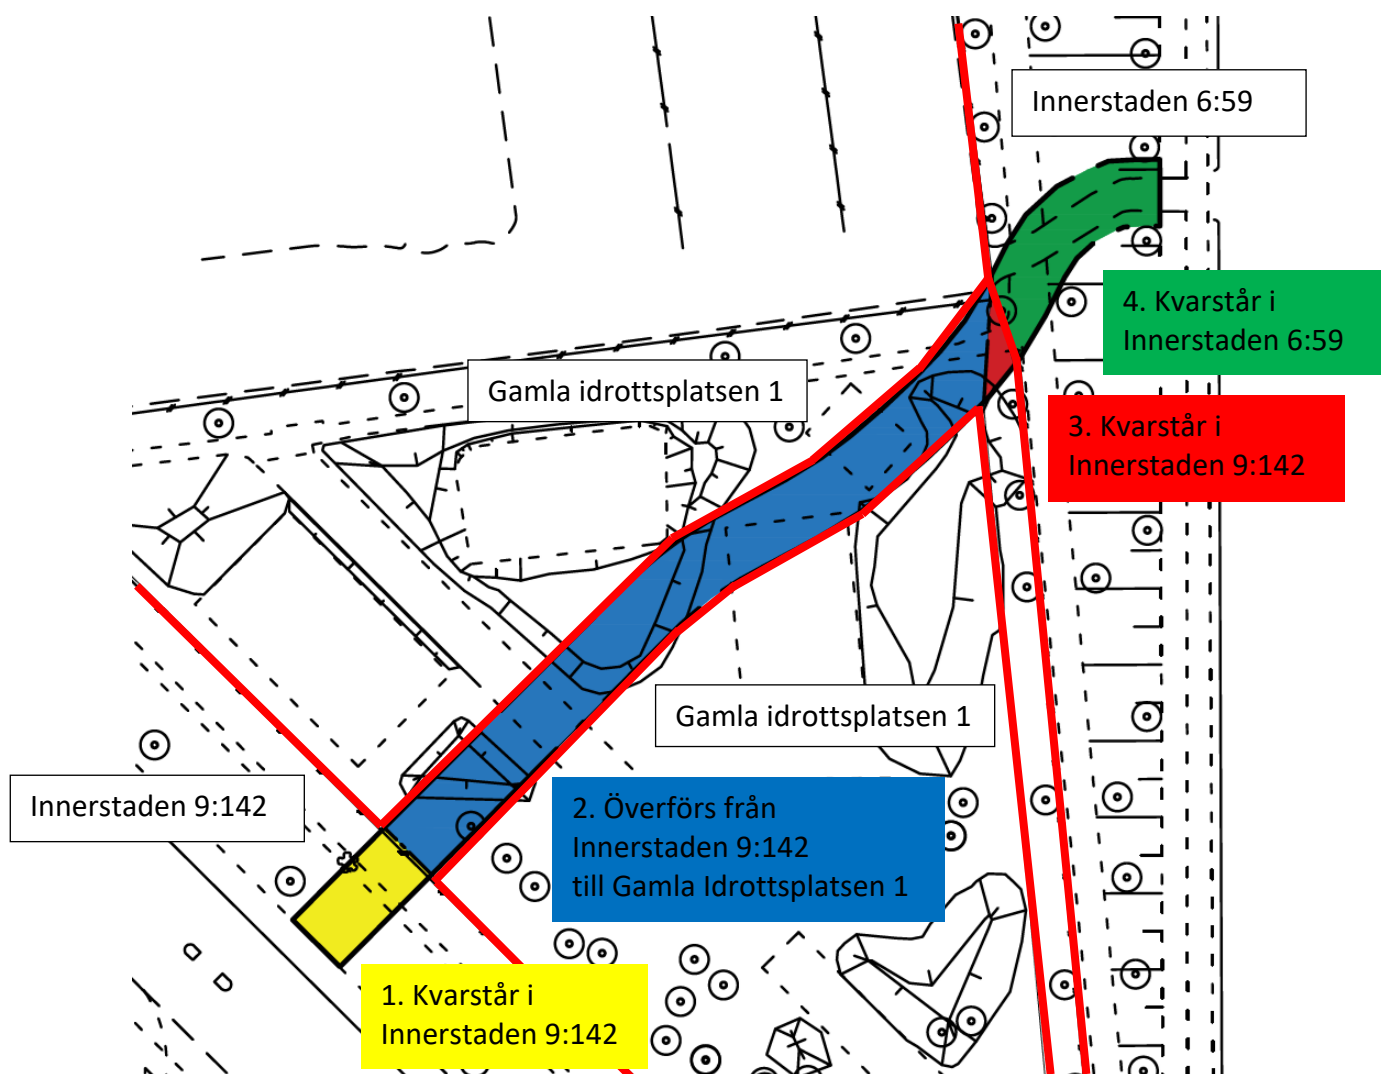 Innerstaden 6:59
4. Kvarstår i
Innerstaden 6:59
Gamla idrottsplatsen 1
3. Kvarstår i
Innerstaden 9:142
Gamla idrottsplatsen 1
Innerstaden 9:142
2. Överförs från
Innerstaden 9:142
till Gamla Idrottsplatsen 1
1. Kvarstår i
Innerstaden 9:142